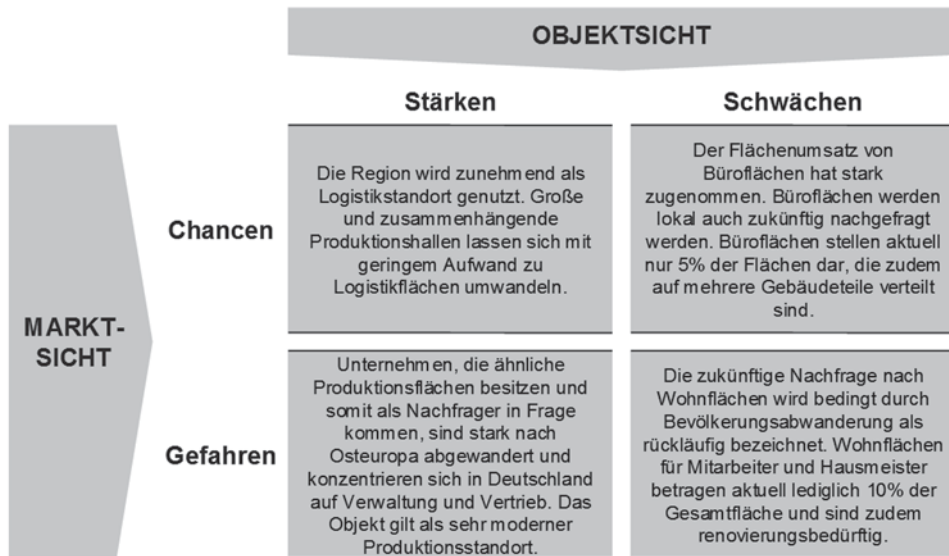 OBJEKTSICHT
Stärken
Schwächen
MARKT-
SICHT
Chancen
Die Region wird zunehmend als
Logistikstandort genutzt. Große
und zusammenhängende
Produktionshallen lassen sich mit
geringem Aufwand zu
Logistikflächen umwandeln.
Der Flächenumsatz von
Büroflächen hat stark
zugenommen. Büroflächen werden
lokal auch zukünftig nachgefragt
werden. Büroflächen stellen aktuell
nur 5% der Flächen dar, die zudem
auf mehrere Gebäudeteile verteilt
sind.
Gefahren
Unternehmen, die ähnliche
Produktionsflächen besitzen und
somit als Nachfrager in Frage
kommen, sind stark nach
Osteuropa abgewandert und
konzentrieren sich in Deutschland
auf Verwaltung und Vertrieb. Das
Objekt gilt als sehr moderner
Produktionsstandort.
Die zukünftige Nachfrage nach
Wohnflächen wird bedingt durch
Bevölkerungsabwanderung als
rückläufig bezeichnet. Wohnflächen
für Mitarbeiter und Hausmeister
betragen aktuell lediglich 10% der
Gesamtfläche und sind zudem
renovierungsbedürftig.